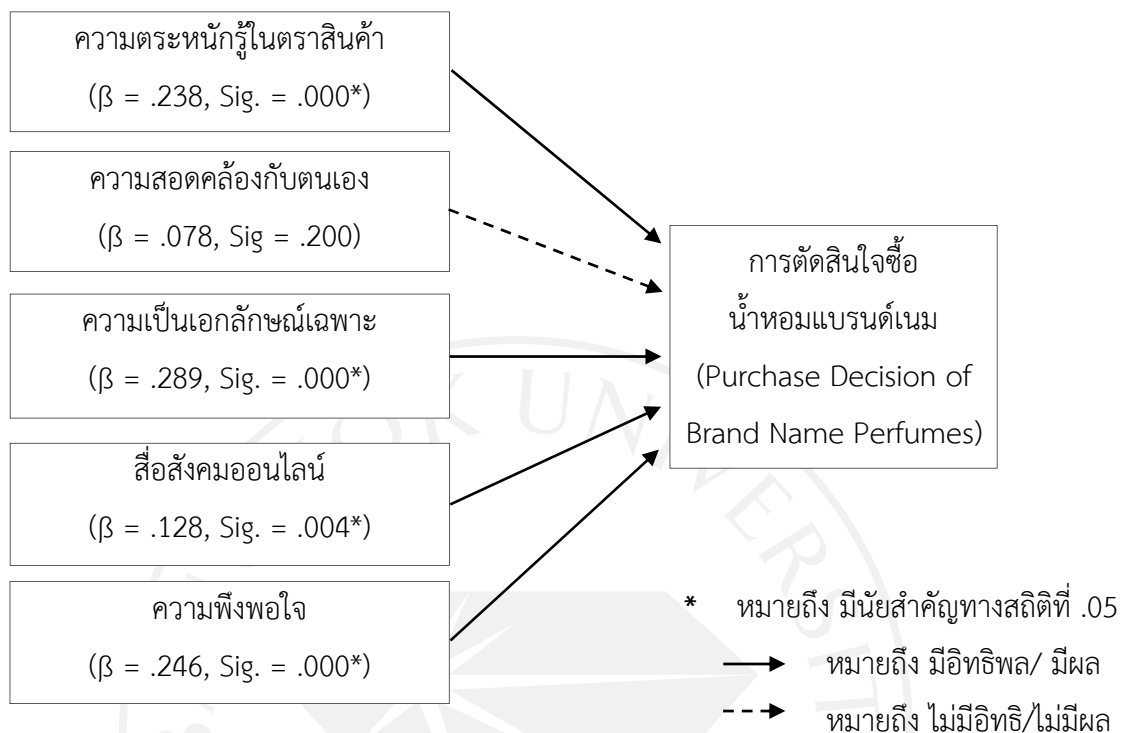 ความตระหนักรู้ในตราสินค้า
(β = .238, Sig. = .000*)
ความสอดคล้องกับตนเอง
(β = .078, Sig = .200)
ความเป็นเอกลักษณ์เฉพาะ
(β = .289, Sig. = .000*)
สื่อสังคมออนไลน์
(β = .128, Sig. = .004*)
ความพึงพอใจ
(β = .246, Sig. = .000*)
การตัดสินใจซื้อ
น้ำหอมแบรนด์เนม
(Purchase Decision of
Brand Name Perfumes)
* หมายถึง มีนัยสำคัญทางสถิติที่ .05
หมายถึง มีอิทธิพล/ มีผล
หมายถึง ไม่มีอิทธิ/ไม่มีผล